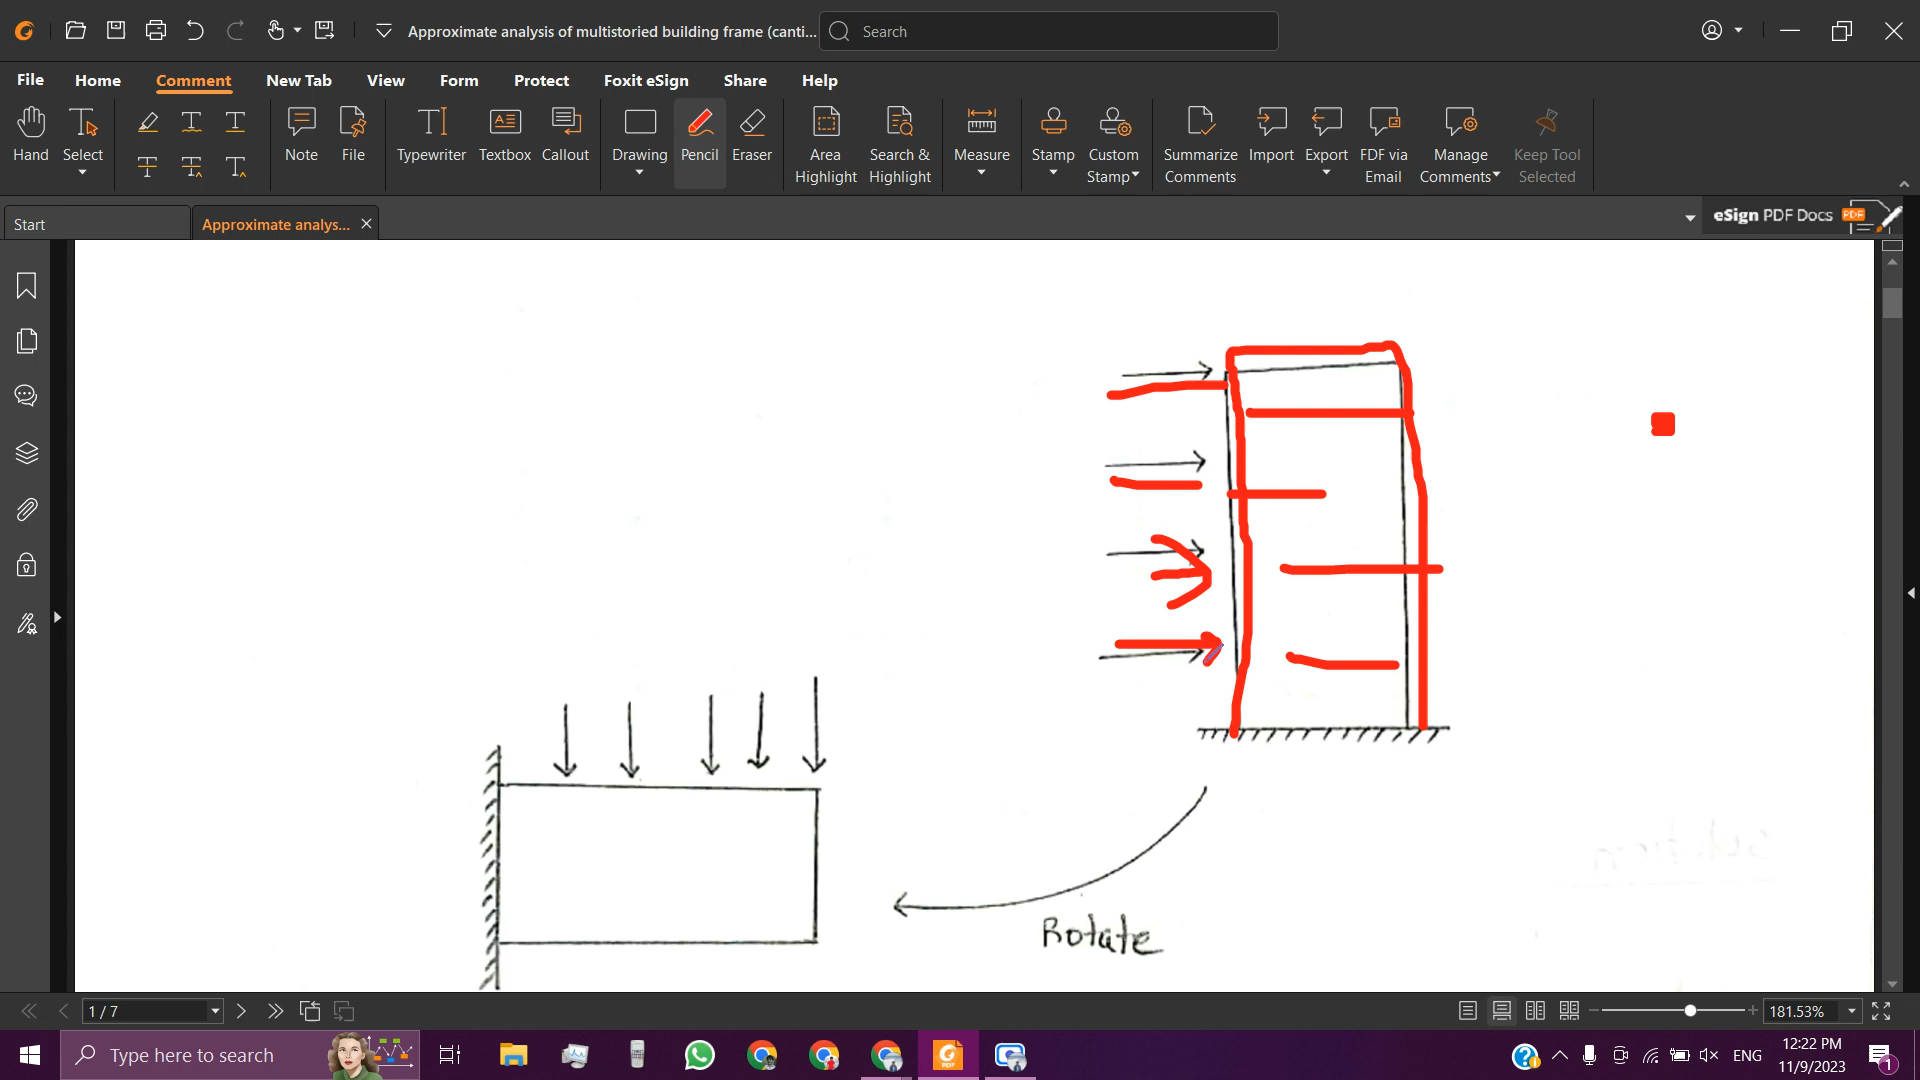 Approximate analysis of multistoried building frame (canti...
Search
File
Home
Comment
New Tab
View
Form
Protect
Foxit eSign
Share
Help
Hand
Select
Note
File
Typewriter
Textbox
Callout
Drawing
Pencil
Eraser
Area Highlight
Search & Highlight
Measure
Stamp
Custom Stamp
Summarize Comments
Import
Export
FDF via Email
Manage Comments
Keep Tool Selected
Start
Approximate analys...
eSign PDF Docs
PDF
Rotate
1 / 7
181.53%
Type here to search
PDF
ENG
12:22 PM
11/9/2023
1